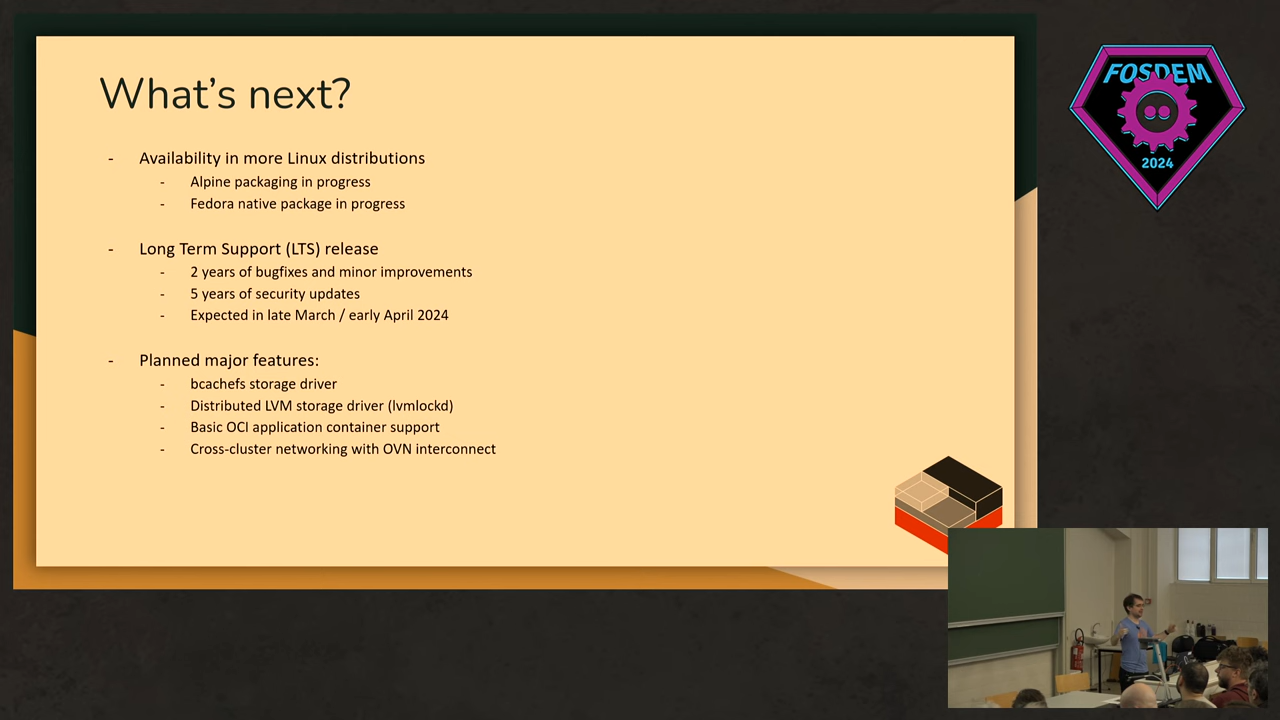 What's next?
- Availability in more Linux distributions
- Alpine packaging in progress
- Fedora native package in progress
- Long Term Support (LTS) release
- 2 years of bugfixes and minor improvements
- 5 years of security updates
- Expected in late March / early April 2024
- Planned major features:
- bcachefs storage driver
- Distributed LVM storage driver (lvmlockd)
- Basic OCI application container support
- Cross-cluster networking with OVN interconnect
FOSDEM
2024